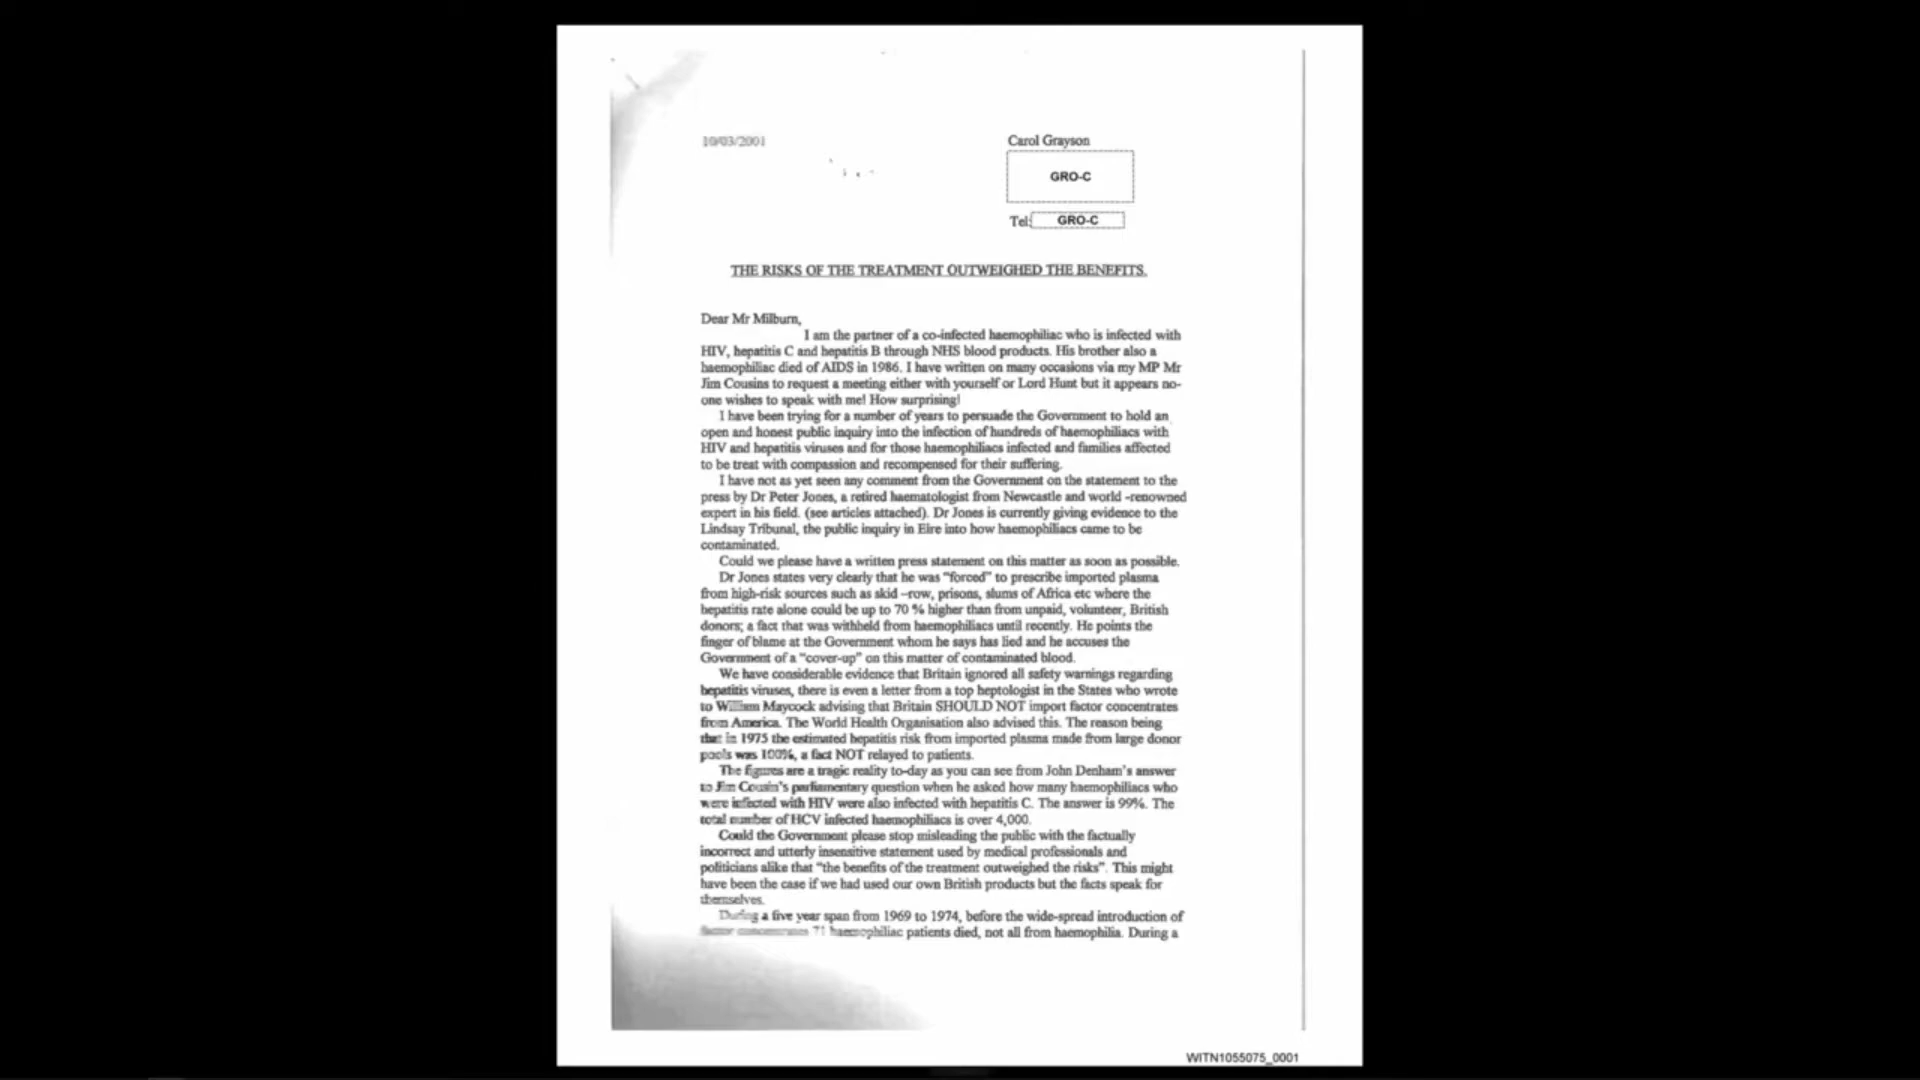 10/03/2001
Carol Grayson
GRO-C
Tel: GRO-C
THE RISKS OF THE TREATMENT OUTWEIGHED THE BENEFITS.
Dear Mr Milburn,
I am the partner of a co-infected haemophiliac who is infected with
HIV, hepatitis C and hepatitis B through NHS blood products. His brother also a
haemophiliac died of AIDS in 1986. I have written on many occasions via my MP Mr
Jim Cousins to request a meeting either with yourself or Lord Hunt but it appears no-
one wishes to speak with me! How surprising!
I have been trying for a number of years to persuade the Government to hold an
open and honest public inquiry into the infection of hundreds of haemophiliacs with
HIV and hepatitis viruses and for those haemophiliacs infected and families affected
to be treat with compassion and recompensed for their suffering.
I have not as yet seen any comment from the Government on the statement to the
press by Dr Peter Jones, a retired haematologist from Newcastle and world -renowned
expert in his field. (see articles attached). Dr Jones is currently giving evidence to the
Lindsay Tribunal, the public inquiry in Eire into how haemophiliacs came to be
contaminated.
Could we please have a written press statement on this matter as soon as possible.
Dr Jones states very clearly that he was "forced" to prescribe imported plasma
from high-risk sources such as skid –row, prisons, slums of Africa etc where the
hepatitis rate alone could be up to 70 % higher than from unpaid, volunteer, British
donors; a fact that was withheld from haemophiliacs until recently. He points the
finger of blame at the Government whom he says has lied and he accuses the
Government of a "cover-up" on this matter of contaminated blood.
We have considerable evidence that Britain ignored all safety warnings regarding
hepatitis viruses, there is even a letter from a top heptologist in the States who wrote
to William Maycock advising that Britain SHOULD NOT import factor concentrates
from America. The World Health Organisation also advised this. The reason being
that in 1975 the estimated hepatitis risk from imported plasma made from large donor
pools was 100%, a fact NOT relayed to patients.
The figures are a tragic reality to-day as you can see from John Denham's answer
to Jim Cousin's parliamentary question when he asked how many haemophiliacs who
were infected with HIV were also infected with hepatitis C. The answer is 99%. The
total number of HCV infected haemophiliacs is over 4,000.
Could the Government please stop misleading the public with the factually
incorrect and utterly insensitive statement used by medical professionals and
politicians alike that "the benefits of the treatment outweighed the risks". This might
have been the case if we had used our own British products but the facts speak for
themselves.
During a five year span from 1969 to 1974, before the wide-spread introduction of
factor concentrates 71 haemophiliac patients died, not all from haemophilia. During a
WITN1055075_0001